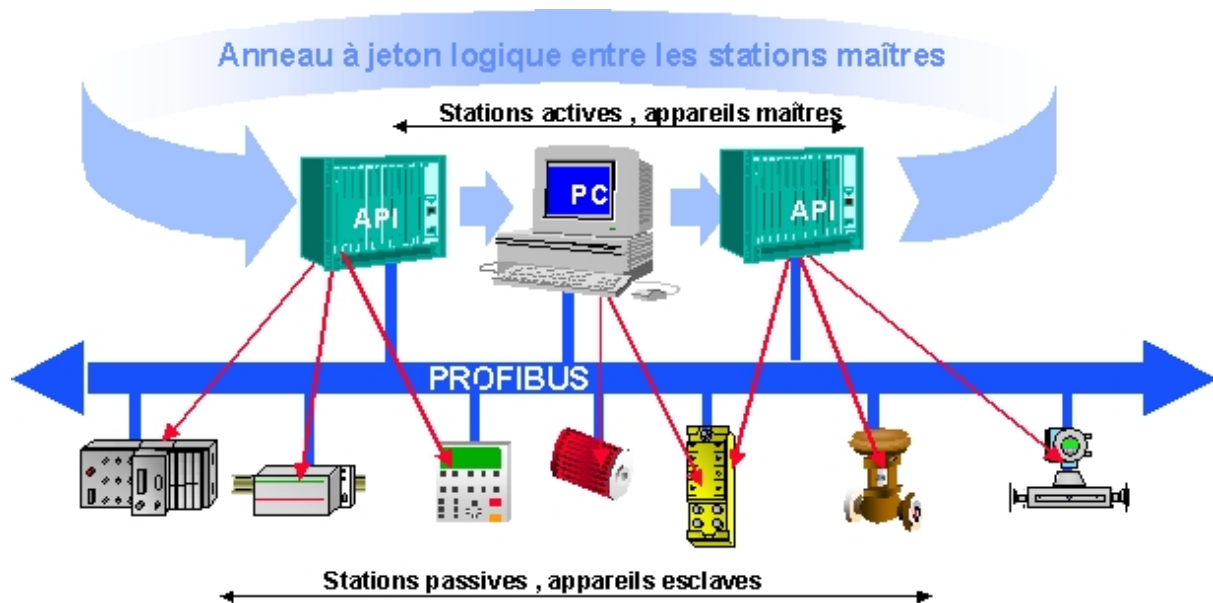 Anneau à jeton logique entre les stations maîtres
Stations actives , appareils maîtres
API
PC
API
PROFIBUS
Stations passives , appareils esclaves